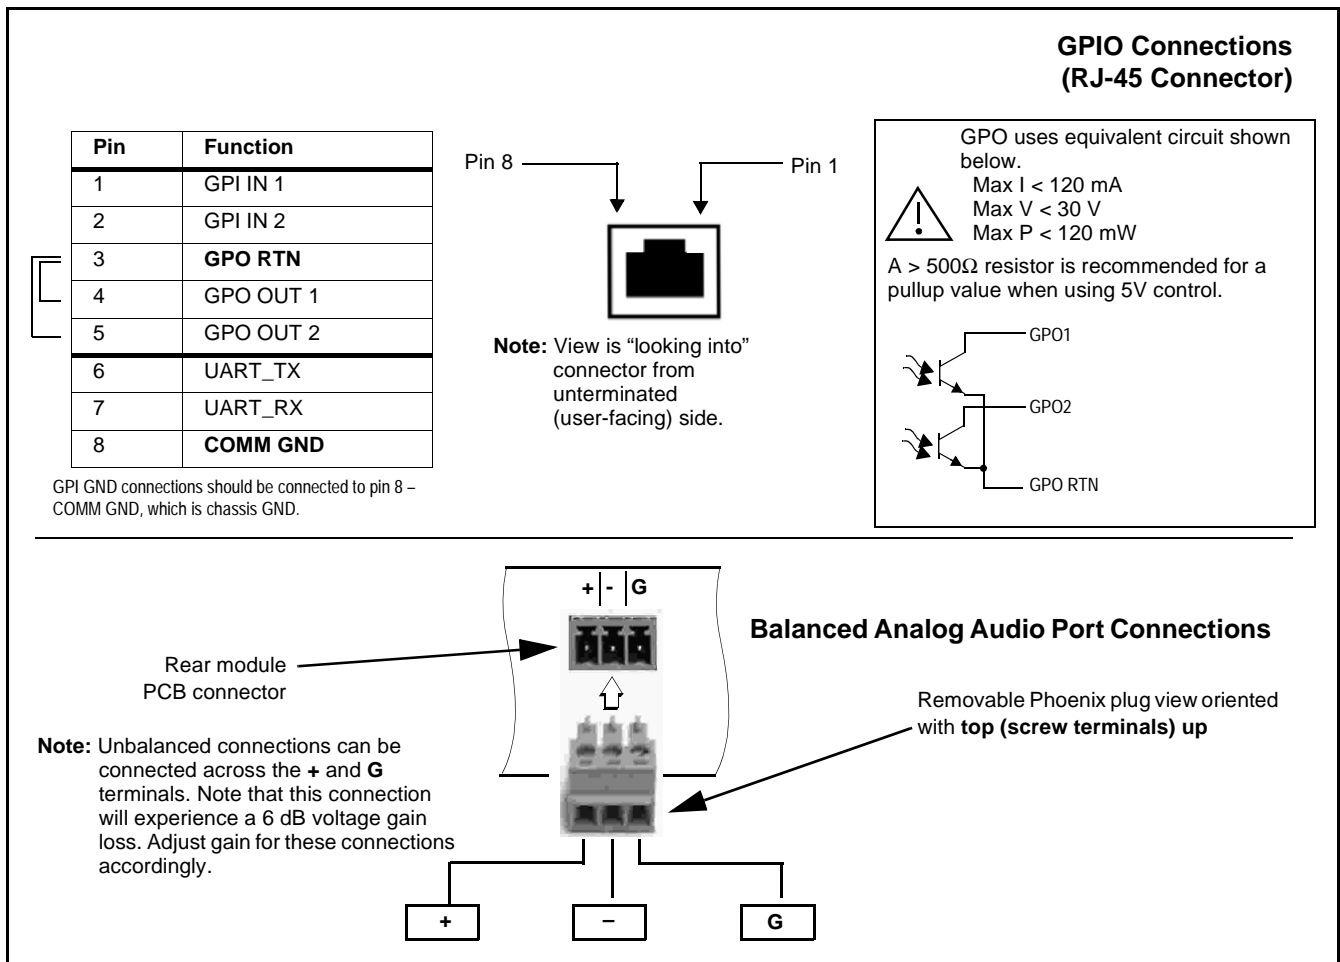 GPIO Connections
(RJ-45 Connector)
Pin Function
1 GPI IN 1
2 GPI IN 2
3 GPO RTN
4 GPO OUT 1
5 GPO OUT 2
6 UART_TX
7 UART_RX
8 COMM GND
GPI GND connections should be connected to pin 8 –
COMM GND, which is chassis GND.
Pin 8
Pin 1
Note: View is “looking into”
connector from
unterminated
(user-facing) side.
GPO uses equivalent circuit shown
below.
Max I < 120 mA
Max V < 30 V
Max P < 120 mW
A > 500Ω resistor is recommended for a
pullup value when using 5V control.
GPO1
GPO2
GPO RTN
+ - G
Balanced Analog Audio Port Connections
Rear module
PCB connector
Removable Phoenix plug view oriented
with top (screw terminals) up
Note: Unbalanced connections can be
connected across the + and G
terminals. Note that this connection
will experience a 6 dB voltage gain
loss. Adjust gain for these connections
accordingly.
+ – G